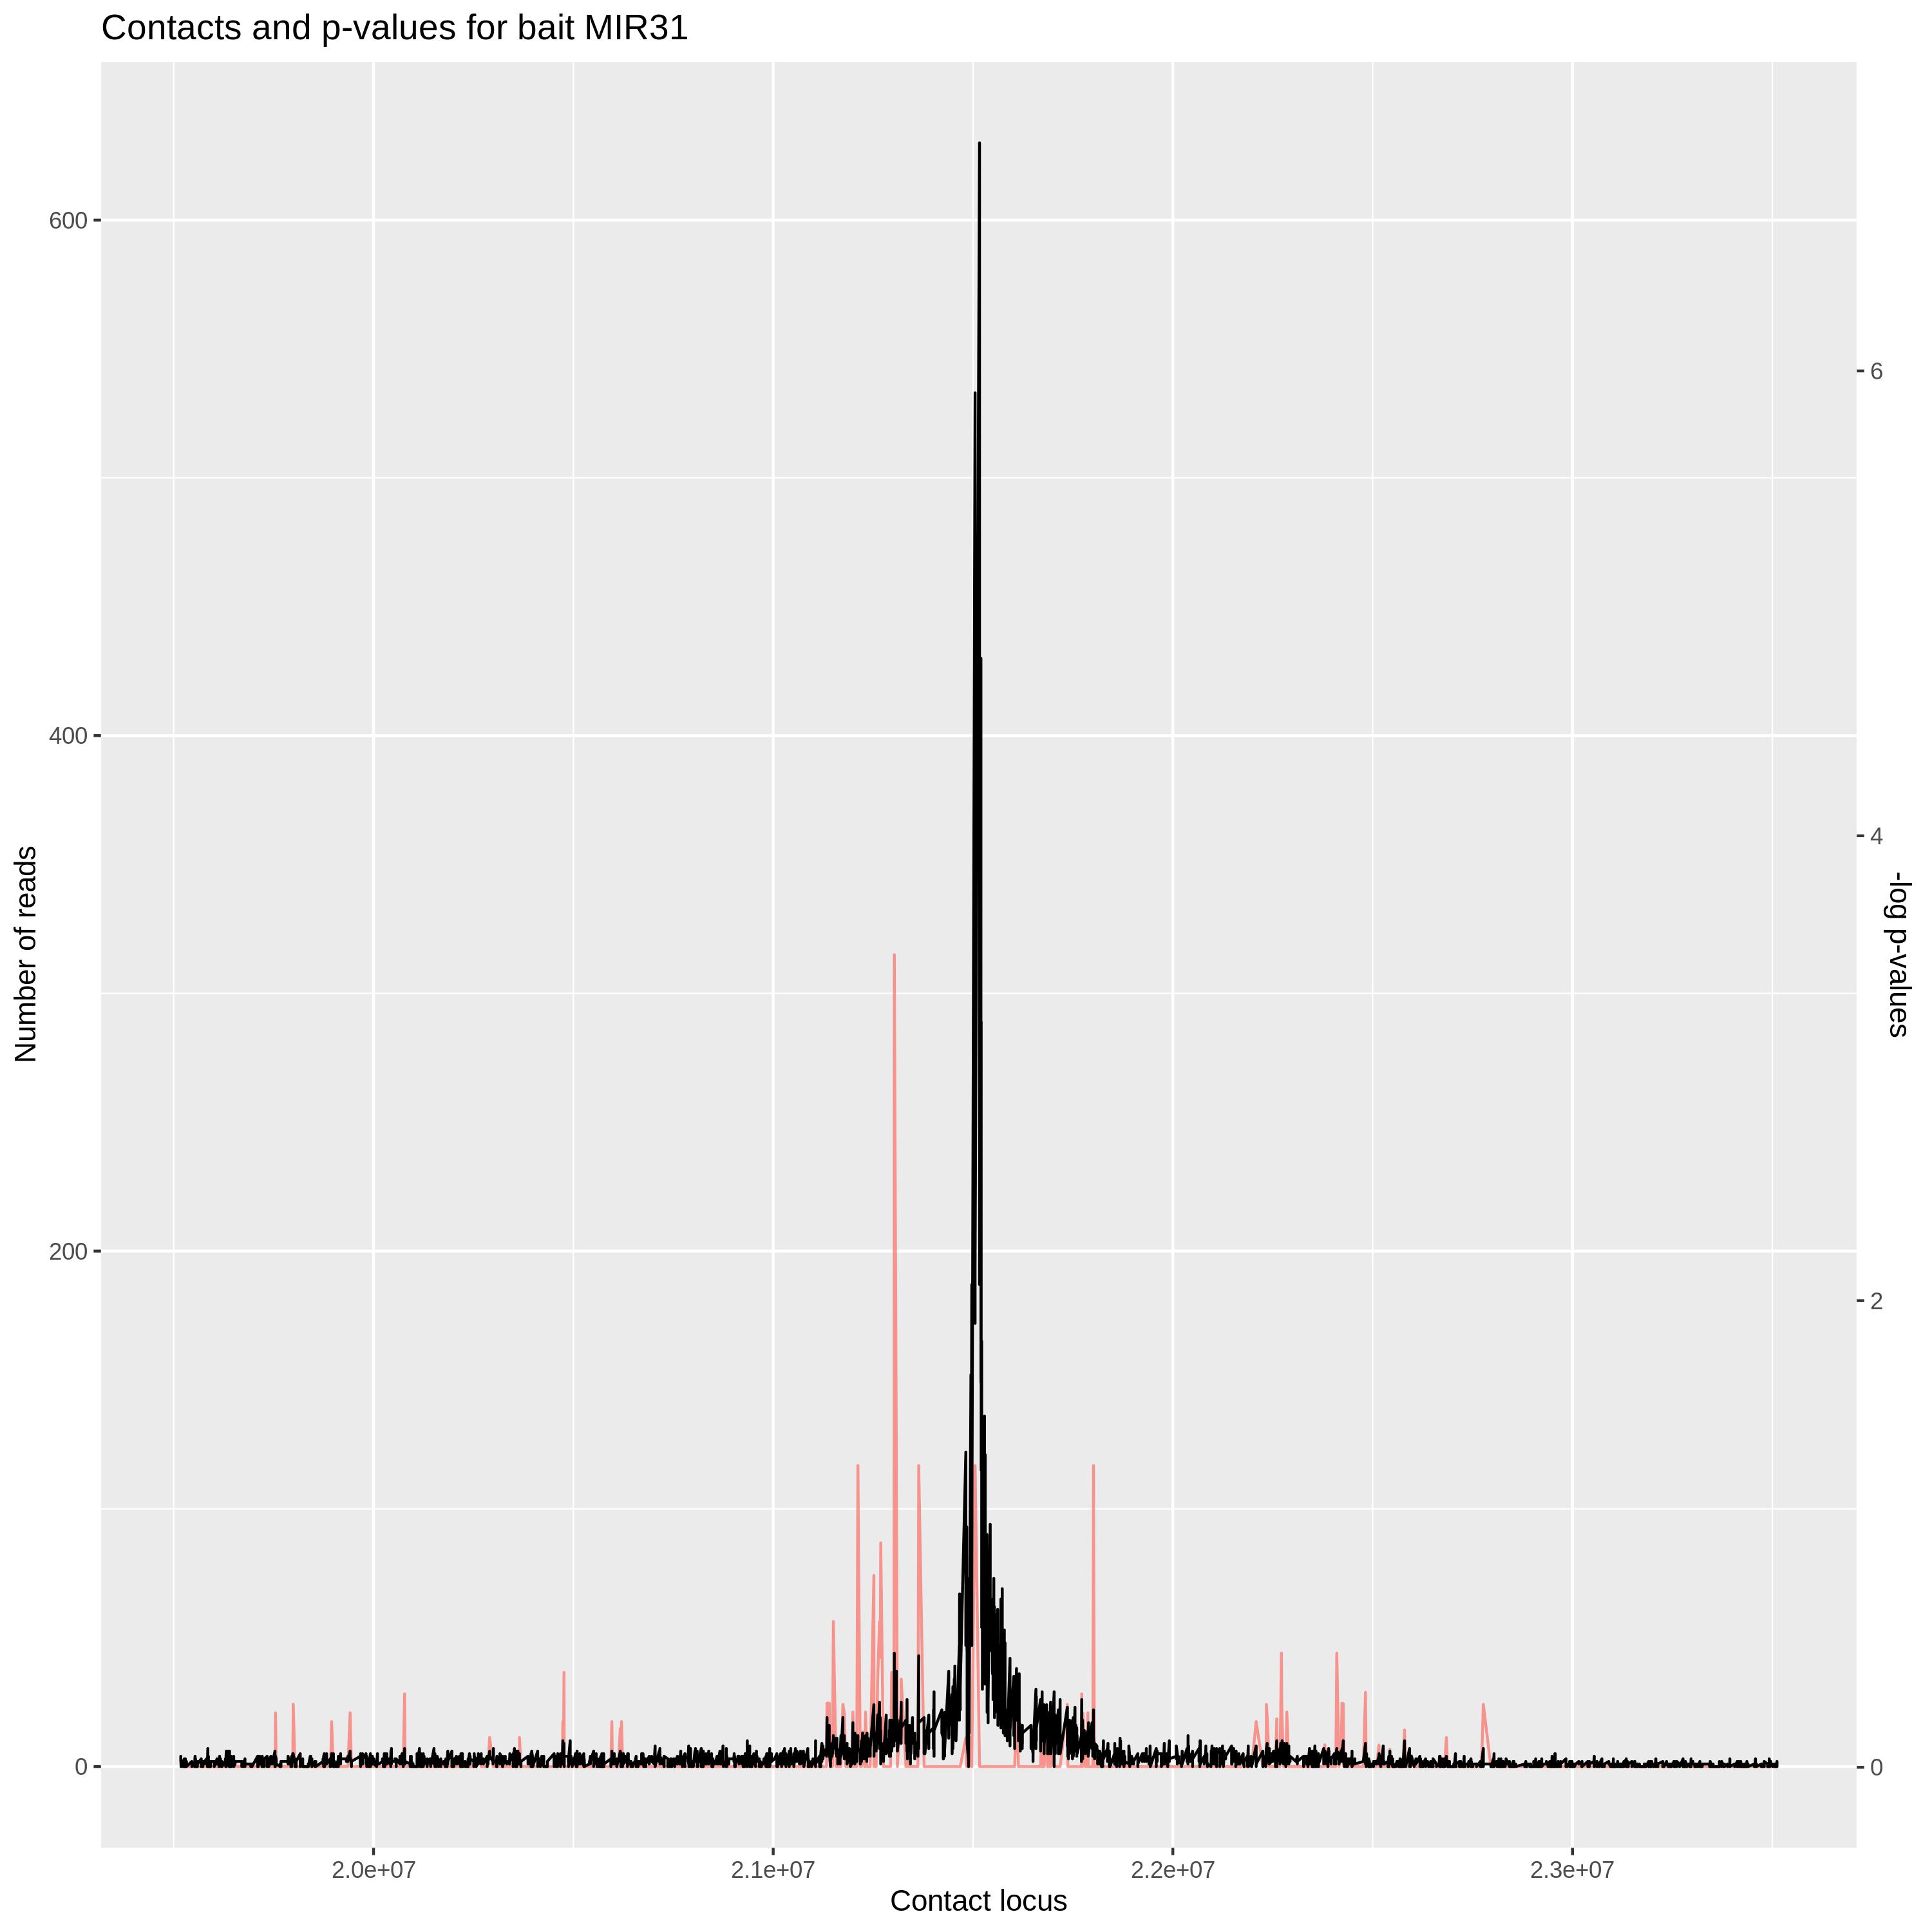 Contacts and p-values for bait MIR31
600
400
200
0
Number of reads
6
4
2
0
-log p-values
2.0e+07
2.1e+07
2.2e+07
2.3e+07
Contact locus